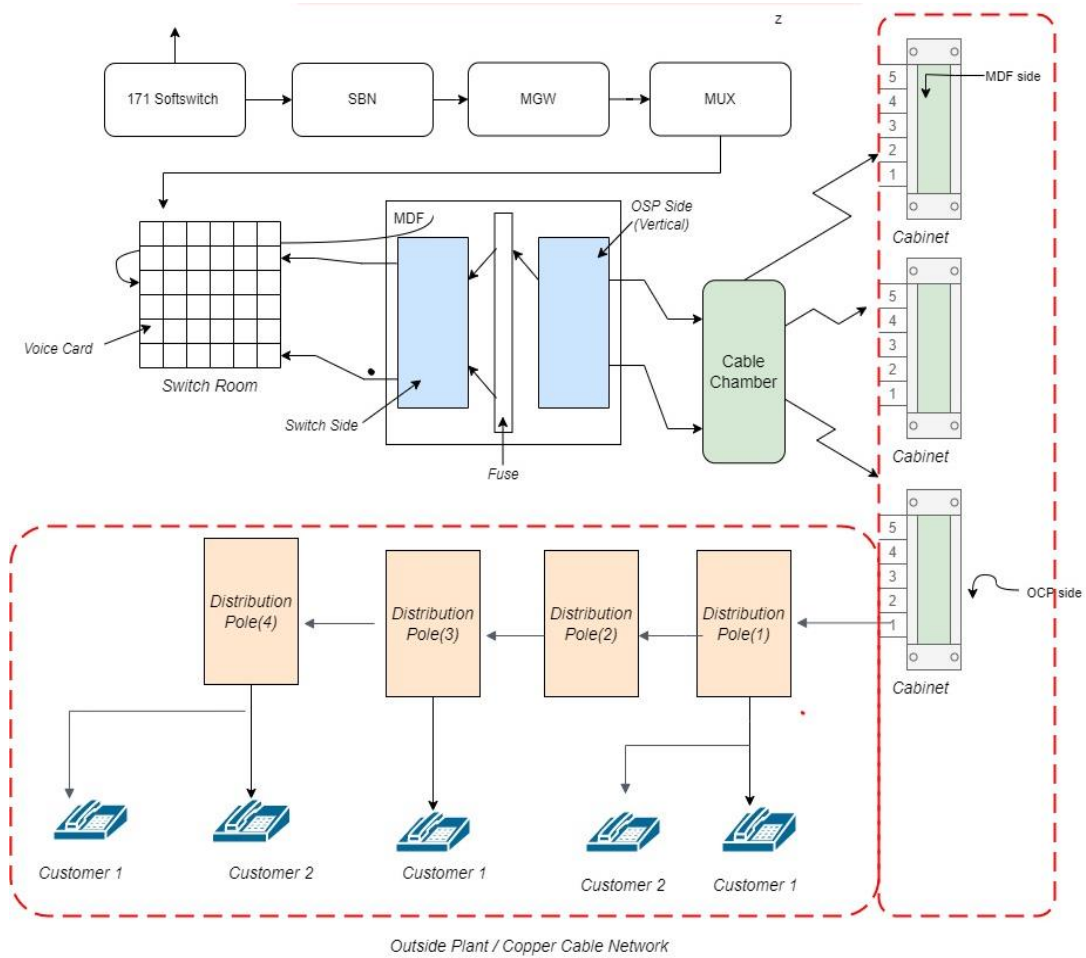 z
171 Softswitch
SBN
MGW
MUX
5
4
3
2
1
MDF side
Cabinet
MDF
OSP Side
(Vertical)
Voice Card
Switch Room
Switch Side
Fuse
Cable
Chamber
5
4
3
2
1
Cabinet
5
4
3
2
1
OCP side
Cabinet
Distribution
Pole(4)
Distribution
Pole(3)
Distribution
Pole(2)
Distribution
Pole(1)
Customer 1
Customer 2
Customer 1
Customer 2
Customer 1
Outside Plant / Copper Cable Network